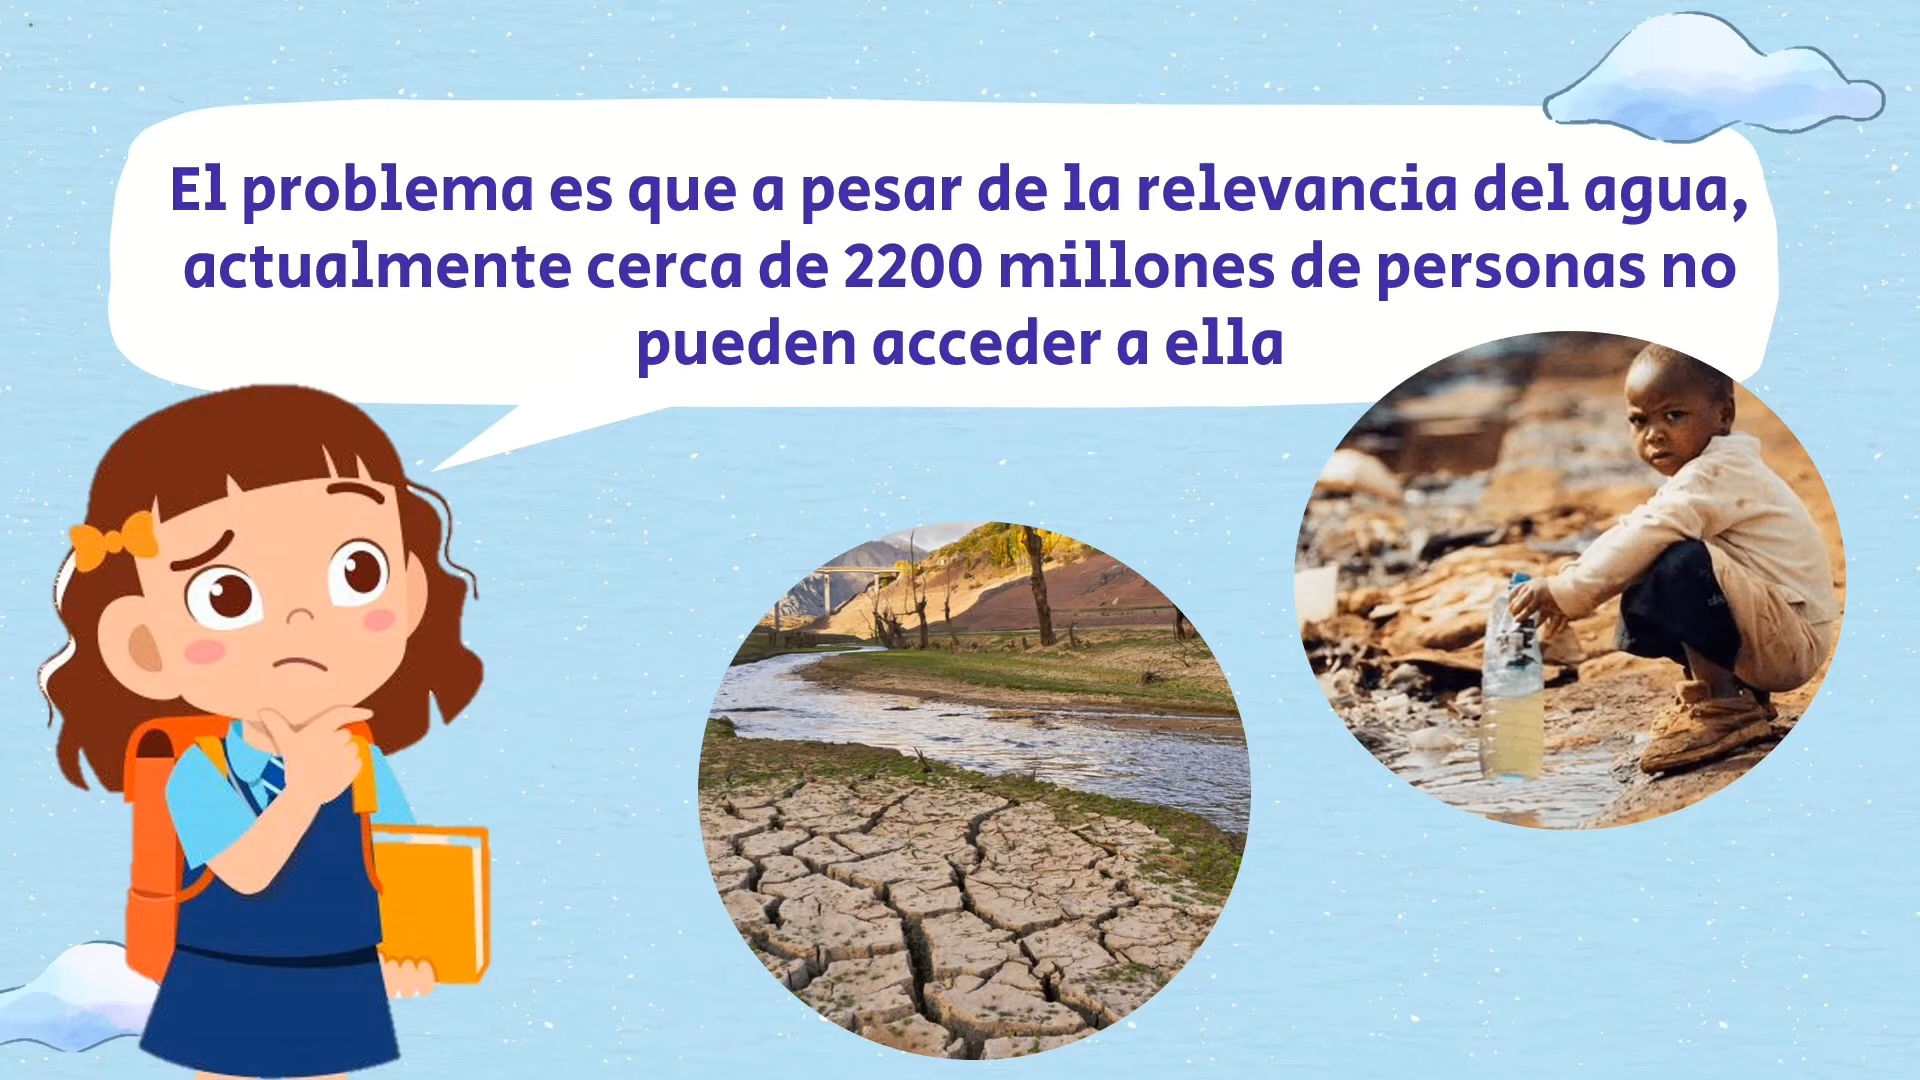 El problema es que a pesar de la relevancia del agua,
actualmente cerca de 2200 millones de personas no
pueden acceder a ella